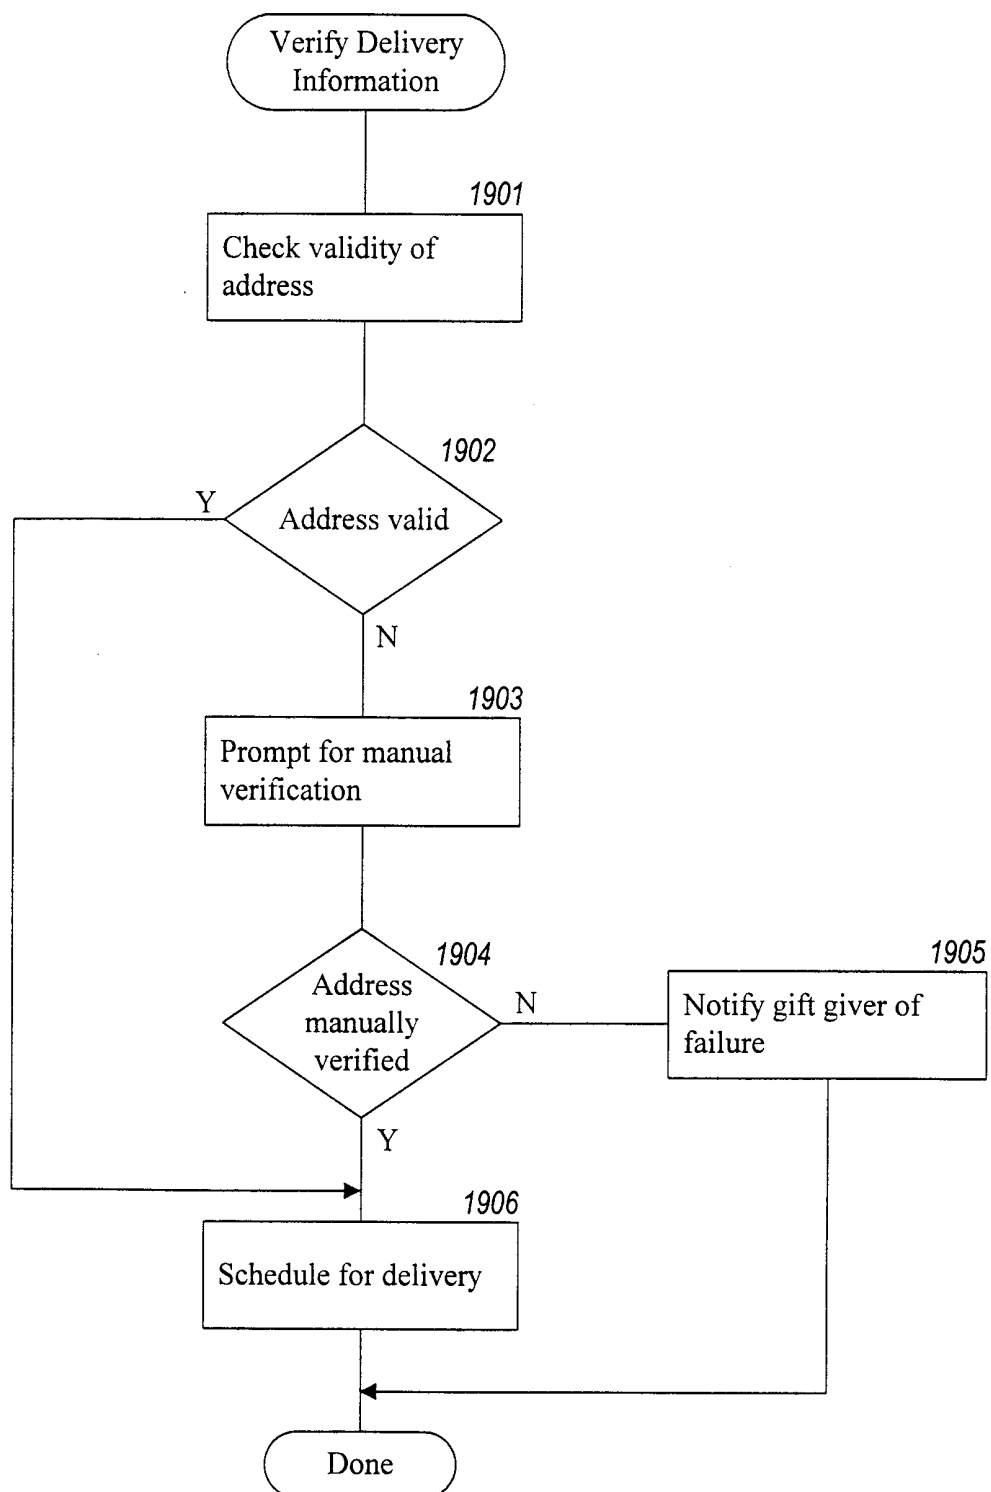 Verify Delivery
Information
1901
Check validity of
address
1902
Y
Address valid
N
1903
Prompt for manual
verification
1904
Address
manually
verified
N
1905
Notify gift giver of
failure
Y
1906
Schedule for delivery
Done